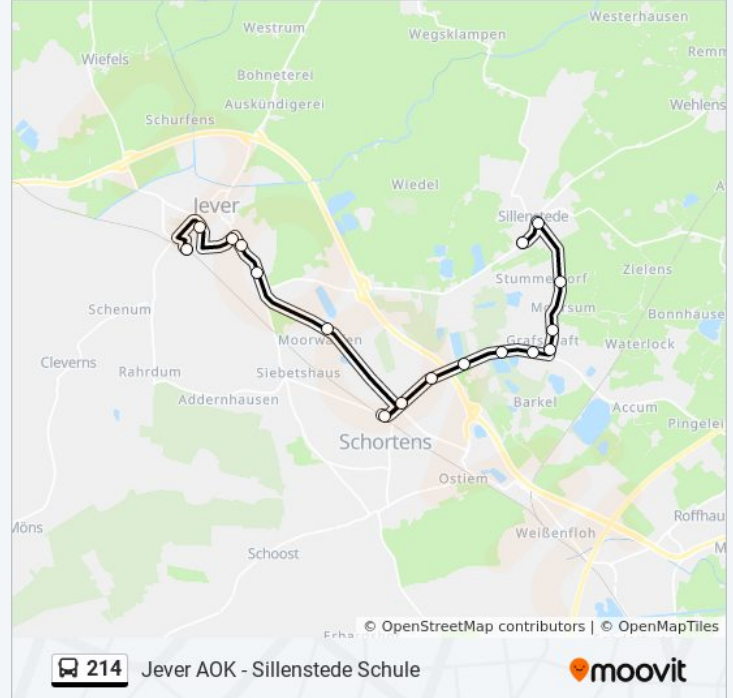 Westerhausen
Westrum
Wegsklampen
Wiefels
Bohneterei
Auskündigerei
Wehlens
Schurfens
Wiedel
Jever
Sillenstede
Zielens
Schenum
Bonnhause
Moorwarfen
Grafschaft
Waterlock
Cleverns
Rahrdum
Siebetshaus
Addernhausen
Barkel
Accum
Pingelei
Schortens
Ostiem
Roffhau
Möns
Weißenfloh
Schoost
© OpenStreetMap contributors | © OpenMapTiles
214 Jever AOK - Sillenstede Schule
moovit